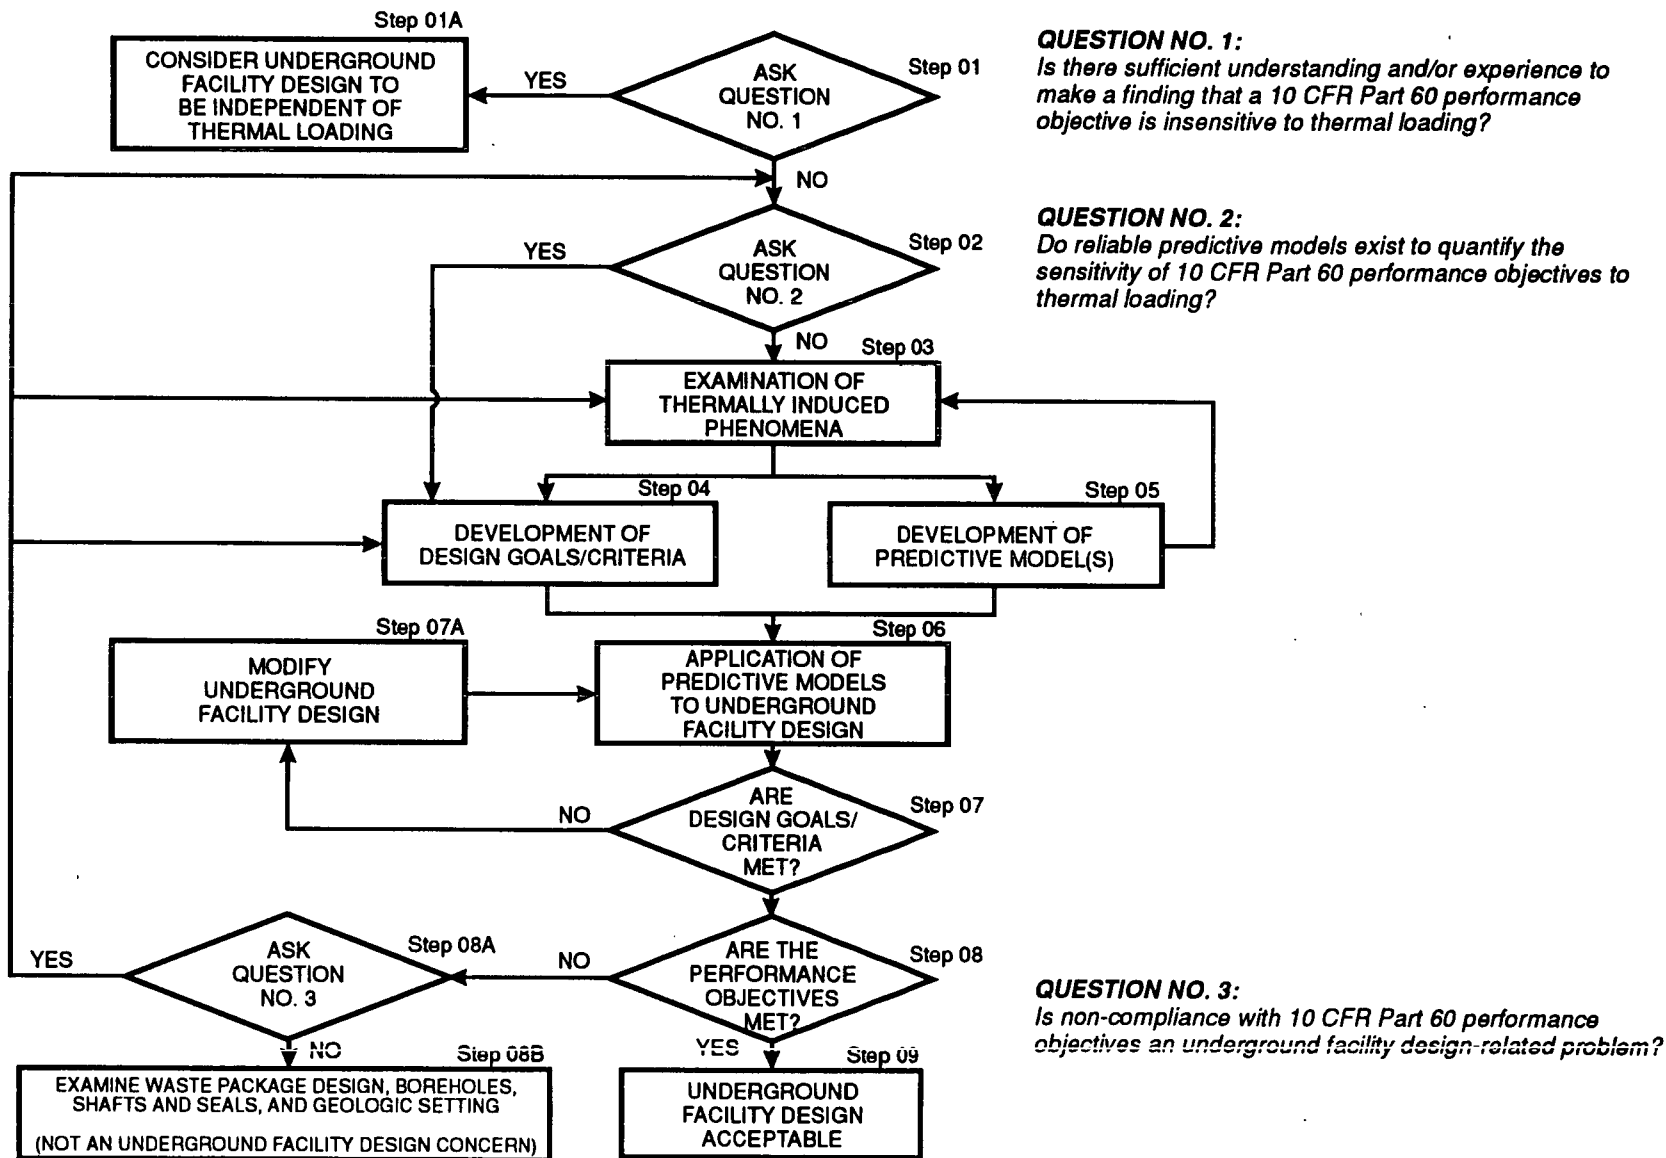 Step 01A
CONSIDER UNDERGROUND
FACILITY DESIGN TO
BE INDEPENDENT OF
THERMAL LOADING
YES
ASK
QUESTION
NO. 1
Step 01
QUESTION NO. 1:
Is there sufficient understanding and/or experience to
make a finding that a 10 CFR Part 60 performance
objective is insensitive to thermal loading?
NO
YES
ASK
QUESTION
NO. 2
Step 02
QUESTION NO. 2:
Do reliable predictive models exist to quantify the
sensitivity of 10 CFR Part 60 performance objectives to
thermal loading?
NO
Step 03
EXAMINATION OF
THERMALLY INDUCED
PHENOMENA
Step 04
DEVELOPMENT OF
DESIGN GOALS/CRITERIA
Step 05
DEVELOPMENT OF
PREDICTIVE MODEL(S)
Step 07A
MODIFY
UNDERGROUND
FACILITY DESIGN
Step 06
APPLICATION OF
PREDICTIVE MODELS
TO UNDERGROUND
FACILITY DESIGN
NO
ARE
DESIGN GOALS/
CRITERIA
MET?
Step 07
YES
ASK
QUESTION
NO. 3
Step 08A
NO
ARE THE
PERFORMANCE
OBJECTIVES
MET?
Step 08
QUESTION NO. 3:
Is non-compliance with 10 CFR Part 60 performance
objectives an underground facility design-related problem?
NO
Step 08B
EXAMINE WASTE PACKAGE DESIGN, BOREHOLES,
SHAFTS AND SEALS, AND GEOLOGIC SETTING
(NOT AN UNDERGROUND FACILITY DESIGN CONCERN)
YES
Step 09
UNDERGROUND
FACILITY DESIGN
ACCEPTABLE